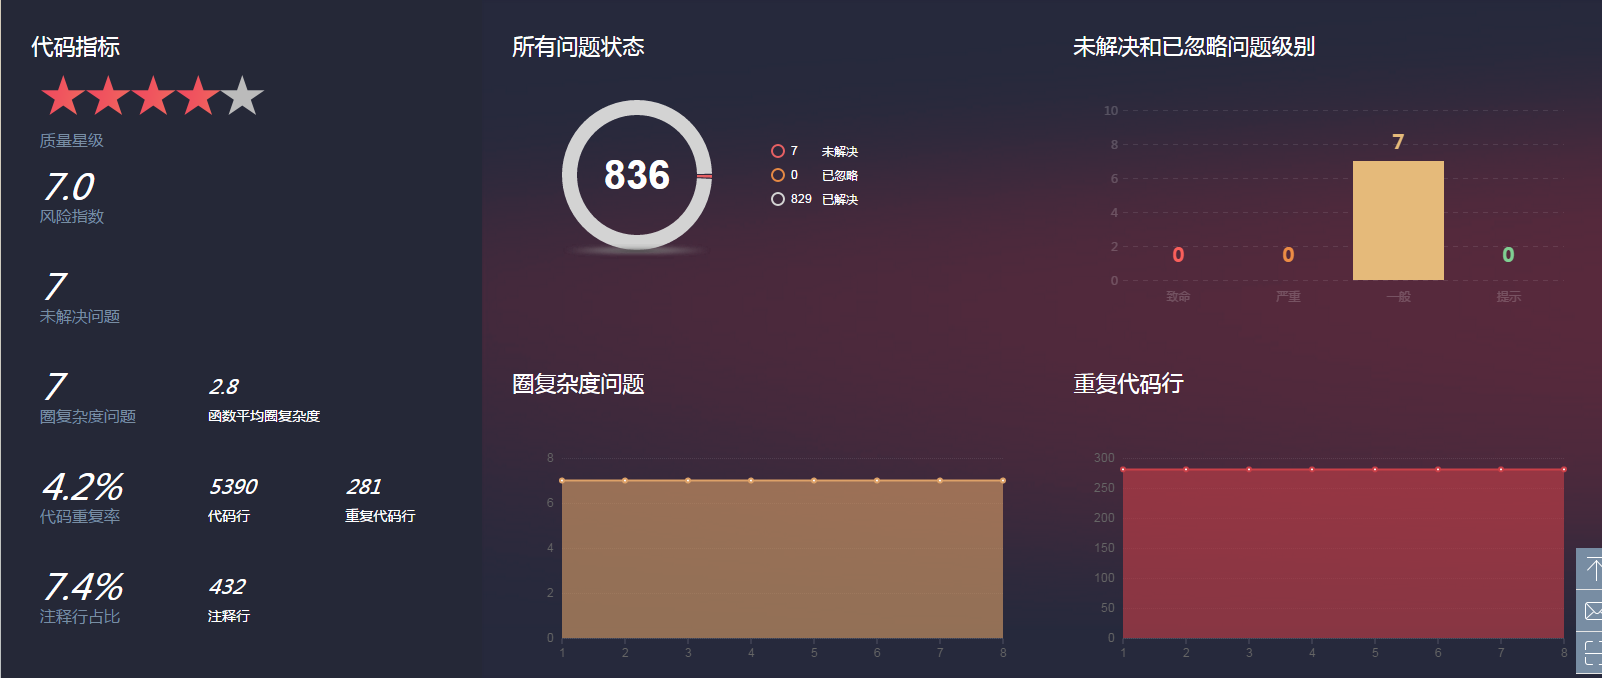 代码指标
质量星级
7.0
风险指数
7
未解决问题
7
圈复杂度问题
2.8
函数平均圈复杂度
4.2%
代码重复率
5390
代码行
281
重复代码行
7.4%
注释行占比
432
注释行
所有问题状态
836
7 未解决
0 已忽略
829 已解决
未解决和已忽略问题级别
10
8
6
4
2
0
0
0
7
0
致命 严重 一般 提示
圈复杂度问题
8
6
4
2
0
1 2 3 4 5 6 7 8
重复代码行
300
250
200
150
100
50
0
1 2 3 4 5 6 7 8